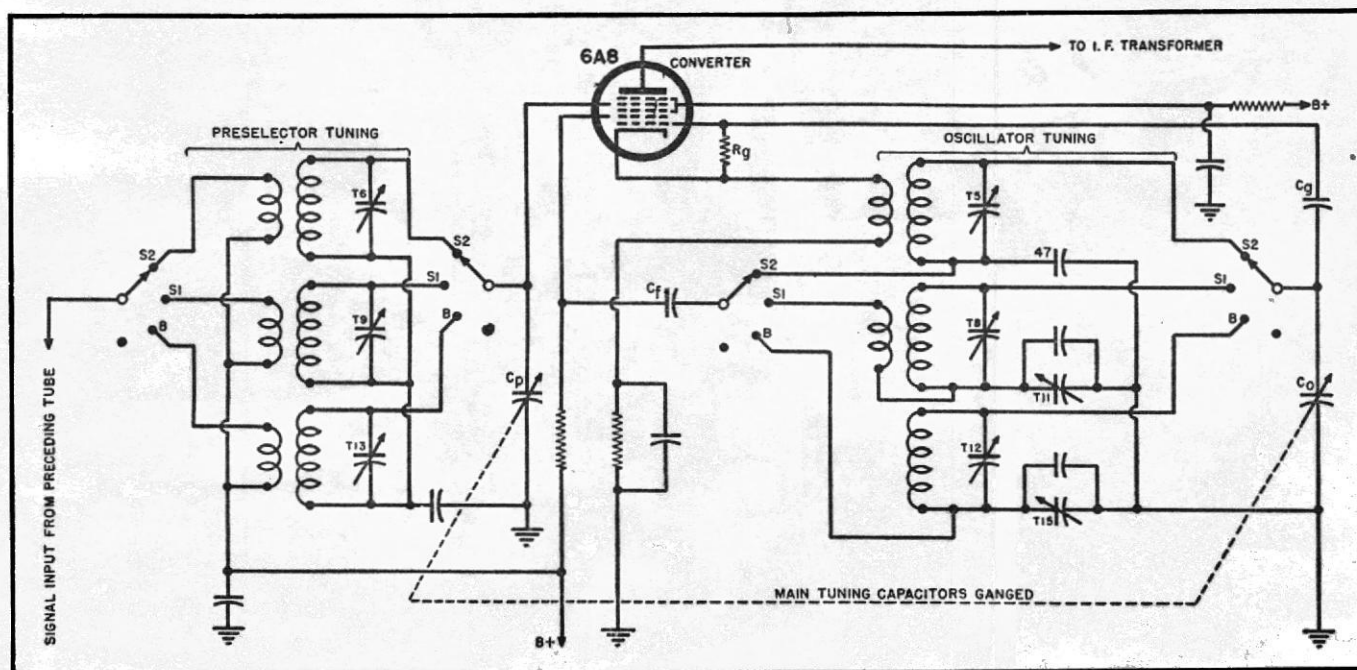 TO I. F. TRANSFORMER
6A8
CONVERTER
B+
PRESELECTOR TUNING
OSCILLATOR TUNING
Rg
Cg
T6
T5
S2
S2
S2
S2
47
S1
S1
S1
S1
Cf
T9
T8
B
B
B
B
Cp
Co
T11
T13
T12
T15
SIGNAL INPUT FROM PRECEDING TUBE
MAIN TUNING CAPACITORS GANGED
B+